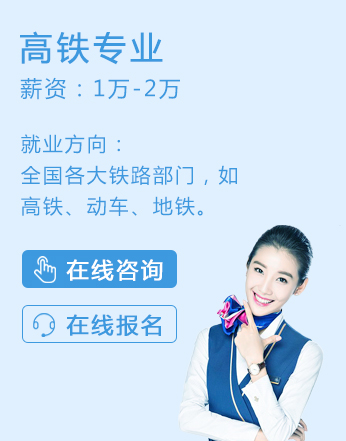 高铁专业
薪资：1万-2万
就业方向：
全国各大铁路部门，如
高铁、动车、地铁。
在线咨询
在线报名